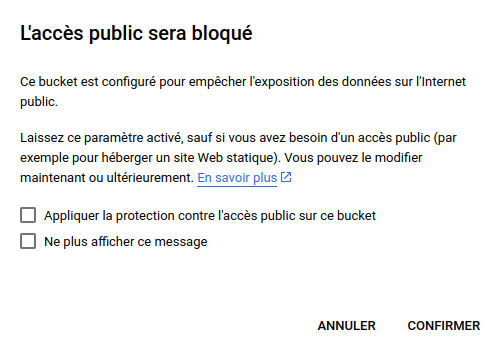 L'accès public sera bloqué
Ce bucket est configuré pour empêcher l'exposition des données sur l'Internet
public.
Laissez ce paramètre activé, sauf si vous avez besoin d'un accès public (par
exemple pour héberger un site Web statique). Vous pouvez le modifier
maintenant ou ultérieurement. En savoir plus
Appliquer la protection contre l'accès public sur ce bucket
Ne plus afficher ce message
ANNULER CONFIRMER